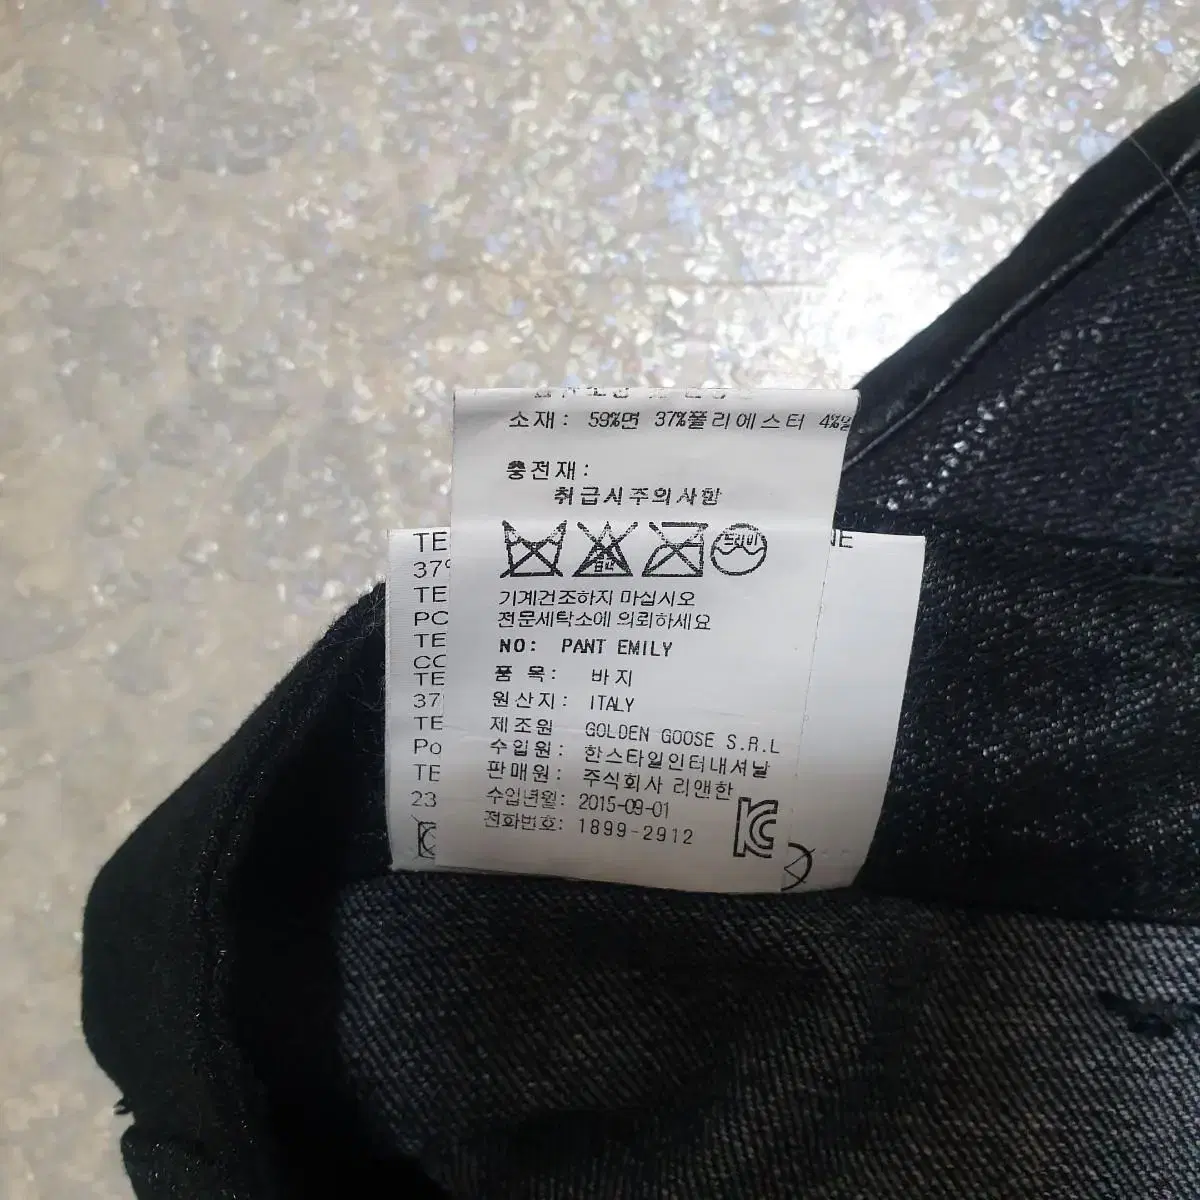 소재: 59%면 37%폴리에스터 4%
충전재:
취급시주의사항
드라이
기계건조하지 마십시오
전문세탁소에 의뢰하세요
NO: PANT EMILY
품 목: 바지
원산지: ITALY
제조원 GOLDEN GOOSE S.R.L
수입원: 한스타일인터내셔날
판매원: 주식회사 리앤한
수입년월: 2015-09-01
전화번호: 1899-2912
TE
37%
TE
PO
TE
CO
TE
37
TE
Po
TE
23
NE